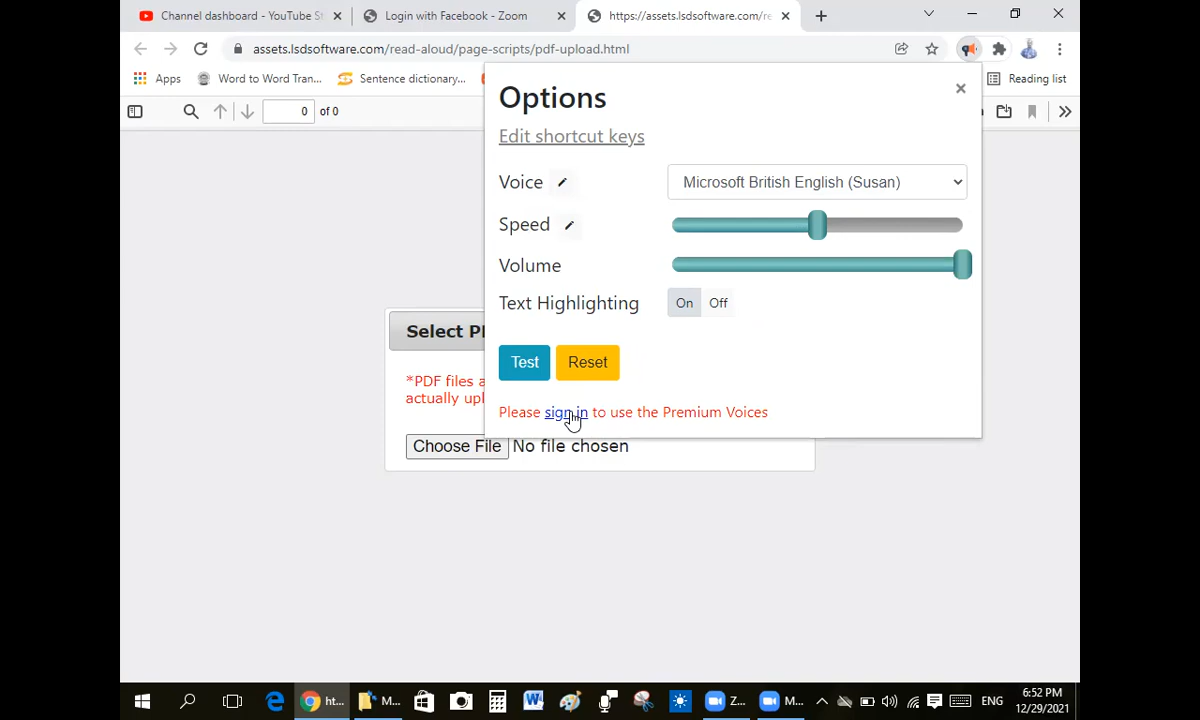 Channel dashboard - YouTube St
Login with Facebook - Zoom
https://assets.lsdsoftware.com/re
assets.lsdsoftware.com/read-aloud/page-scripts/pdf-upload.html
Apps
Word to Word Tran...
Sentence dictionary...
Reading list
0 of 0
Options
Edit shortcut keys
Voice
Microsoft British English (Susan)
Speed
Volume
Text Highlighting
On Off
Test Reset
Please sign in to use the Premium Voices
Select P
*PDF files a
actually upl
Choose File No file chosen
ht...
M...
Z...
M...
ENG
6:52 PM
12/29/2021